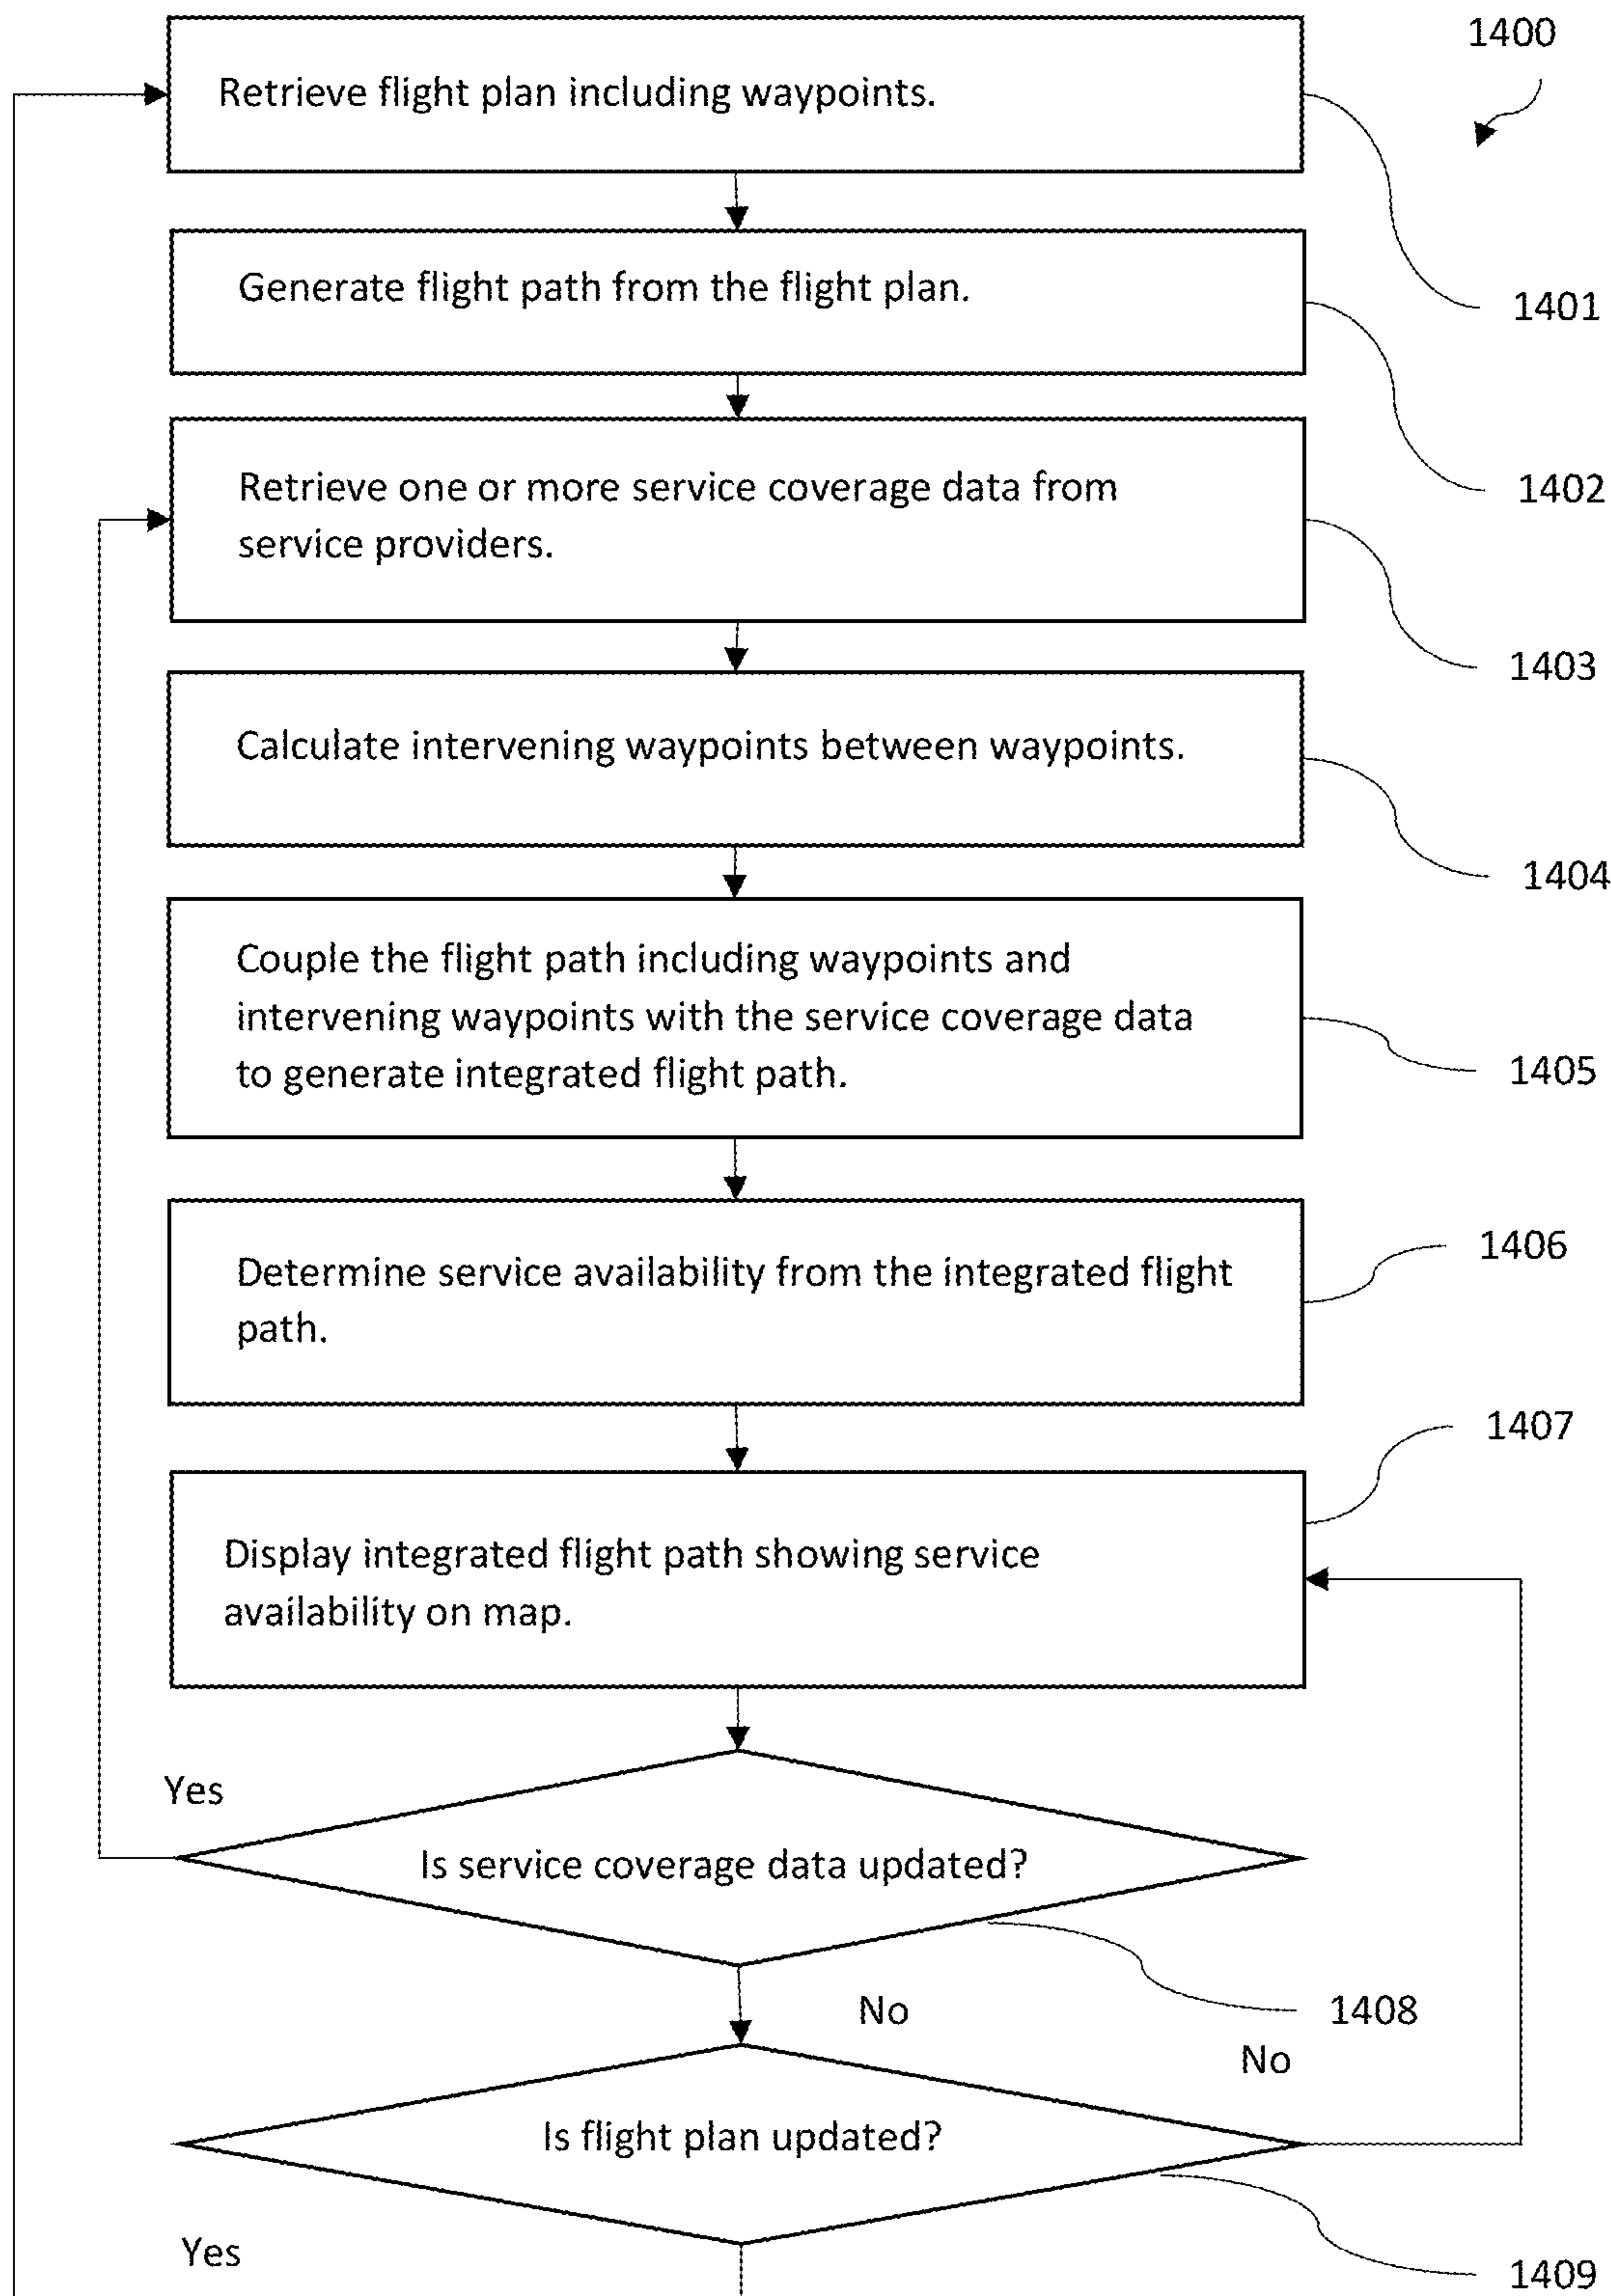 1400
Retrieve flight plan including waypoints.
1401
Generate flight path from the flight plan.
1402
Retrieve one or more service coverage data from
service providers.
1403
Calculate intervening waypoints between waypoints.
1404
Couple the flight path including waypoints and
intervening waypoints with the service coverage data
to generate integrated flight path.
1405
Determine service availability from the integrated flight
path.
1406
Display integrated flight path showing service
availability on map.
1407
Yes
Is service coverage data updated?
1408
No
No
Is flight plan updated?
Yes
1409